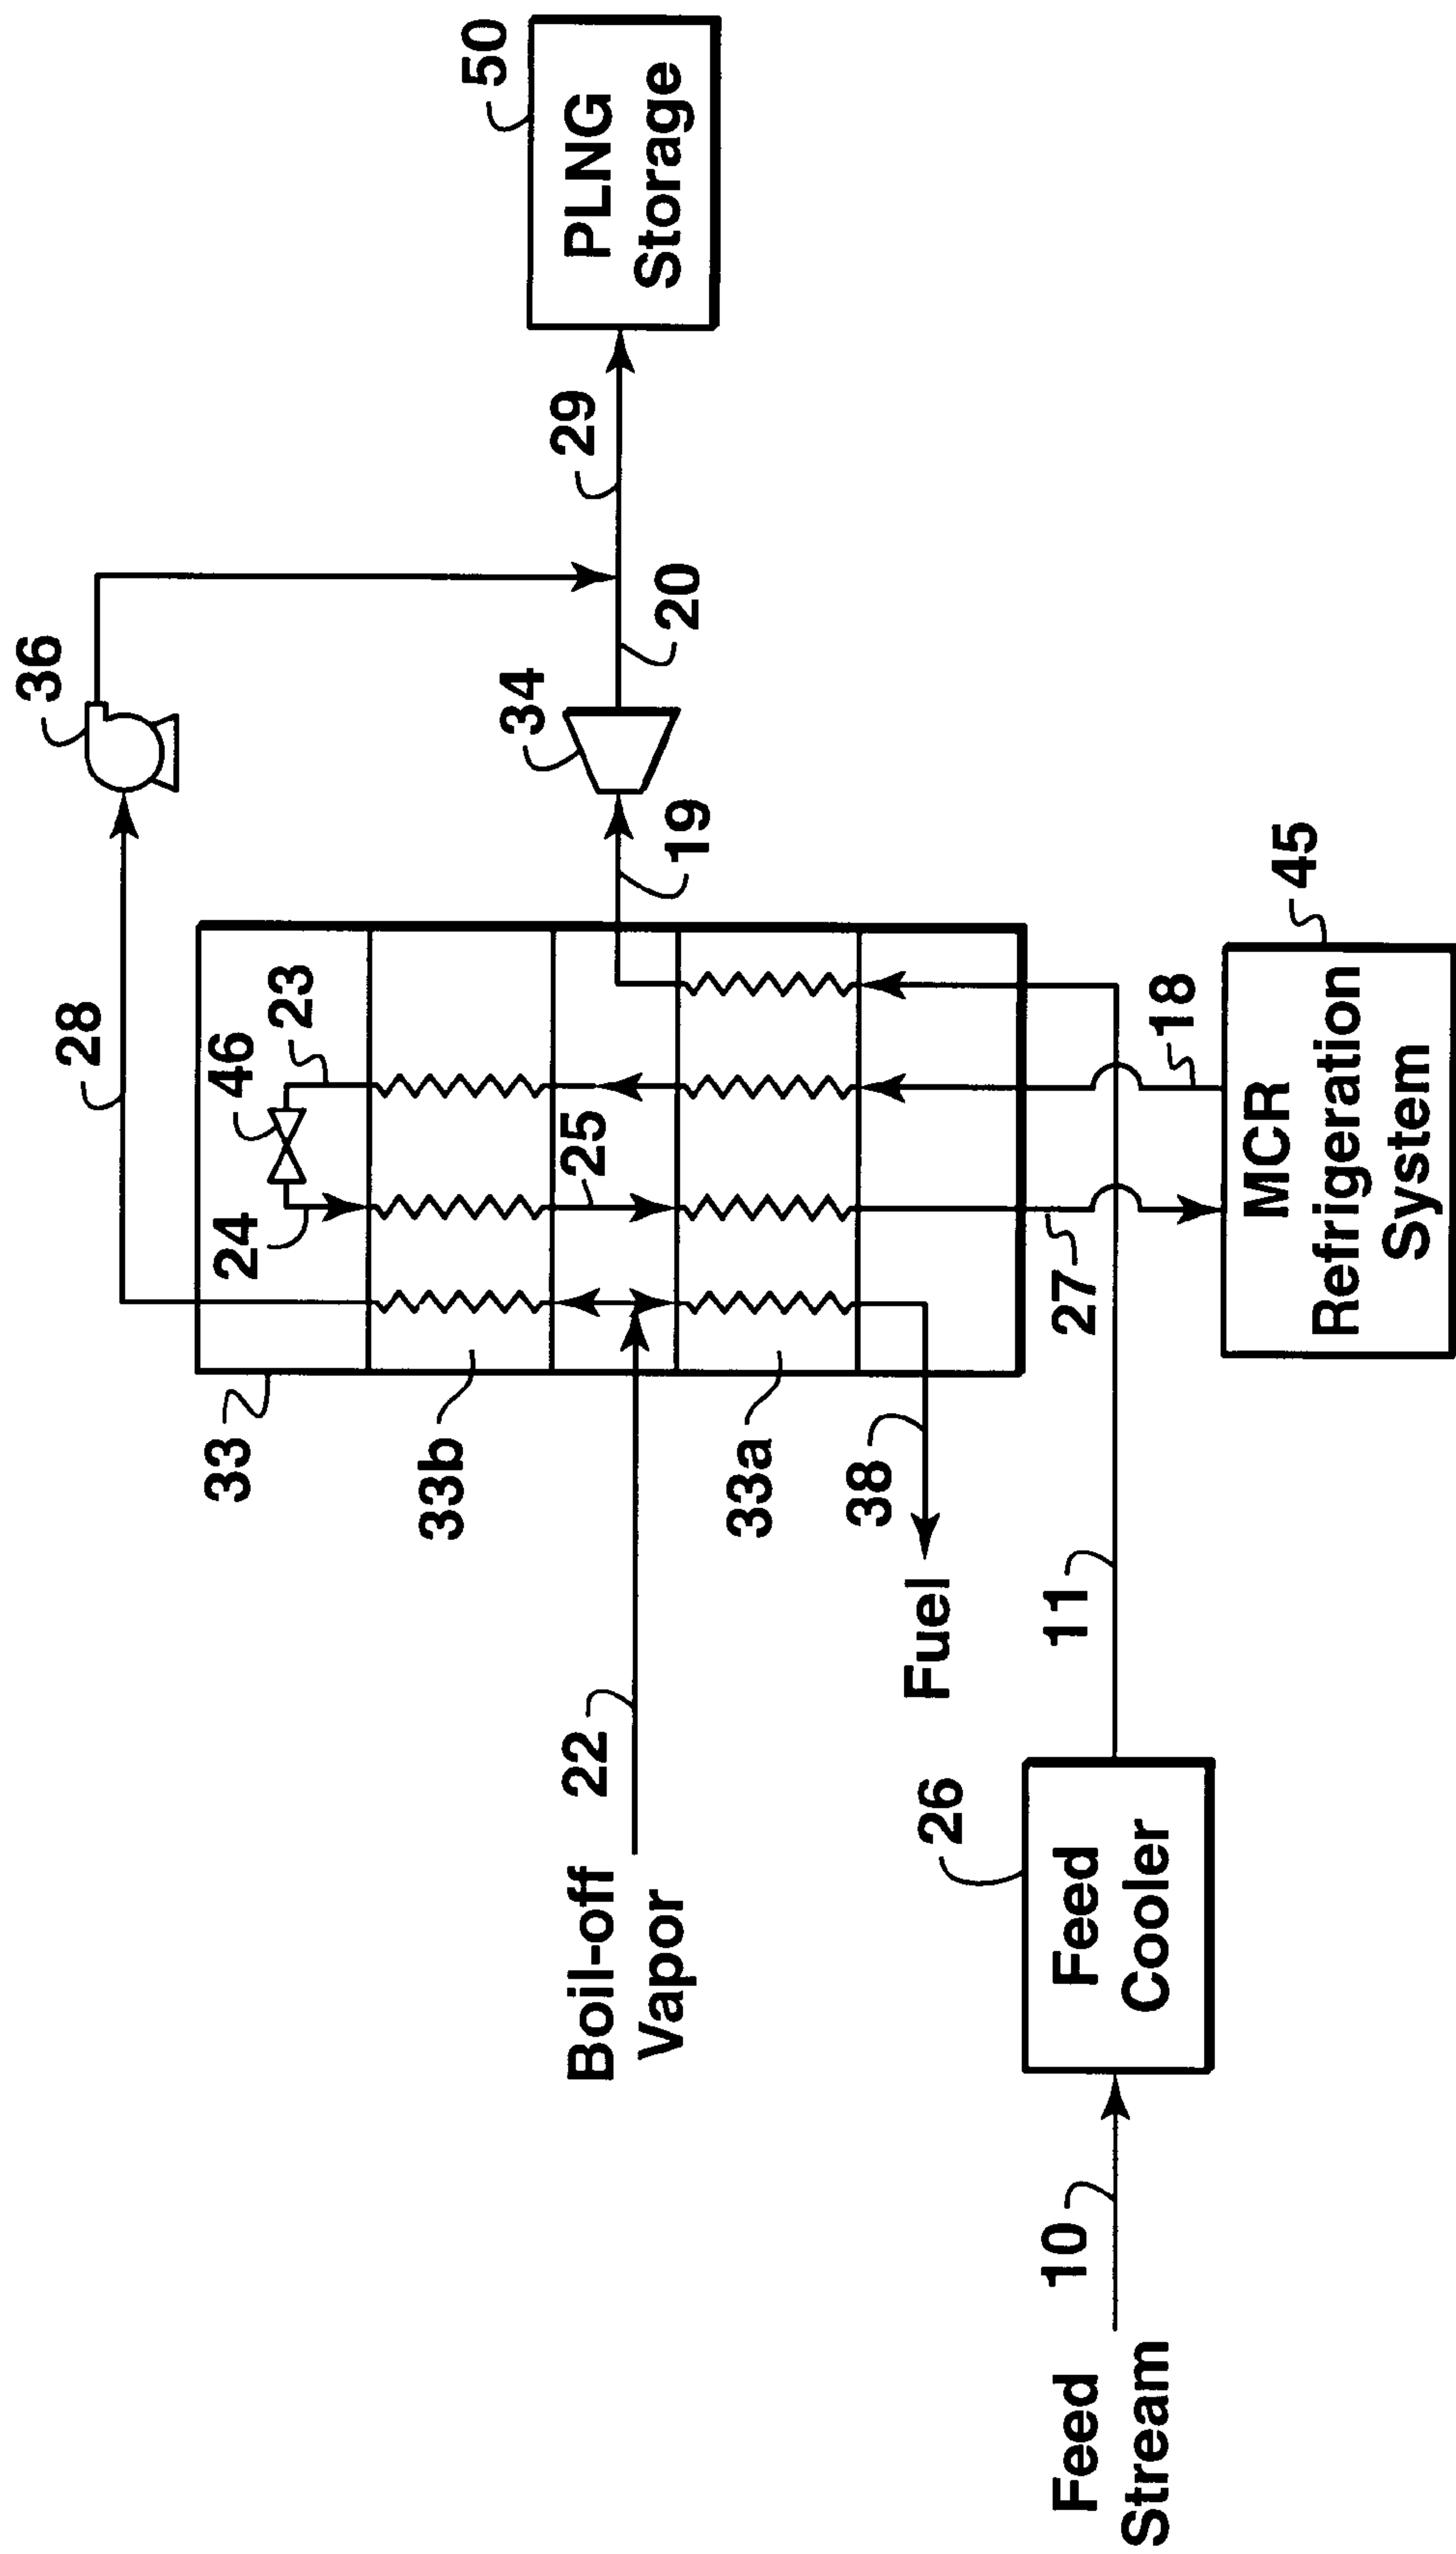 Feed
Stream
10
Feed
Cooler
26
11
Boil-off
Vapor
22
Fuel
38
33
33b
33a
28
24
46
23
25
27
18
MCR
Refrigeration
System
45
19
34
36
20
29
PLNG
Storage
50